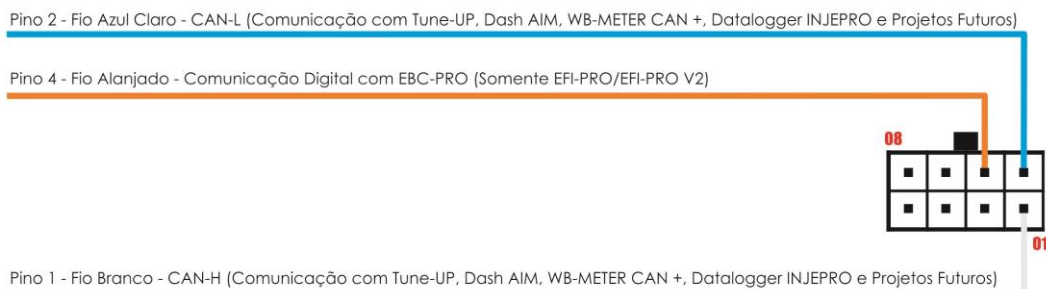 Pino 2 - Fio Azul Claro - CAN-L (Comunicação com Tune-UP, Dash AIM, WB-METER CAN +, Datalogger INJEPRO e Projetos Futuros)
Pino 4 - Fio Alanjado - Comunicação Digital com EBC-PRO (Somente EFI-PRO/EFI-PRO V2)
08
01
Pino 1 - Fio Branco - CAN-H (Comunicação com Tune-UP, Dash AIM, WB-METER CAN +, Datalogger INJEPRO e Projetos Futuros)